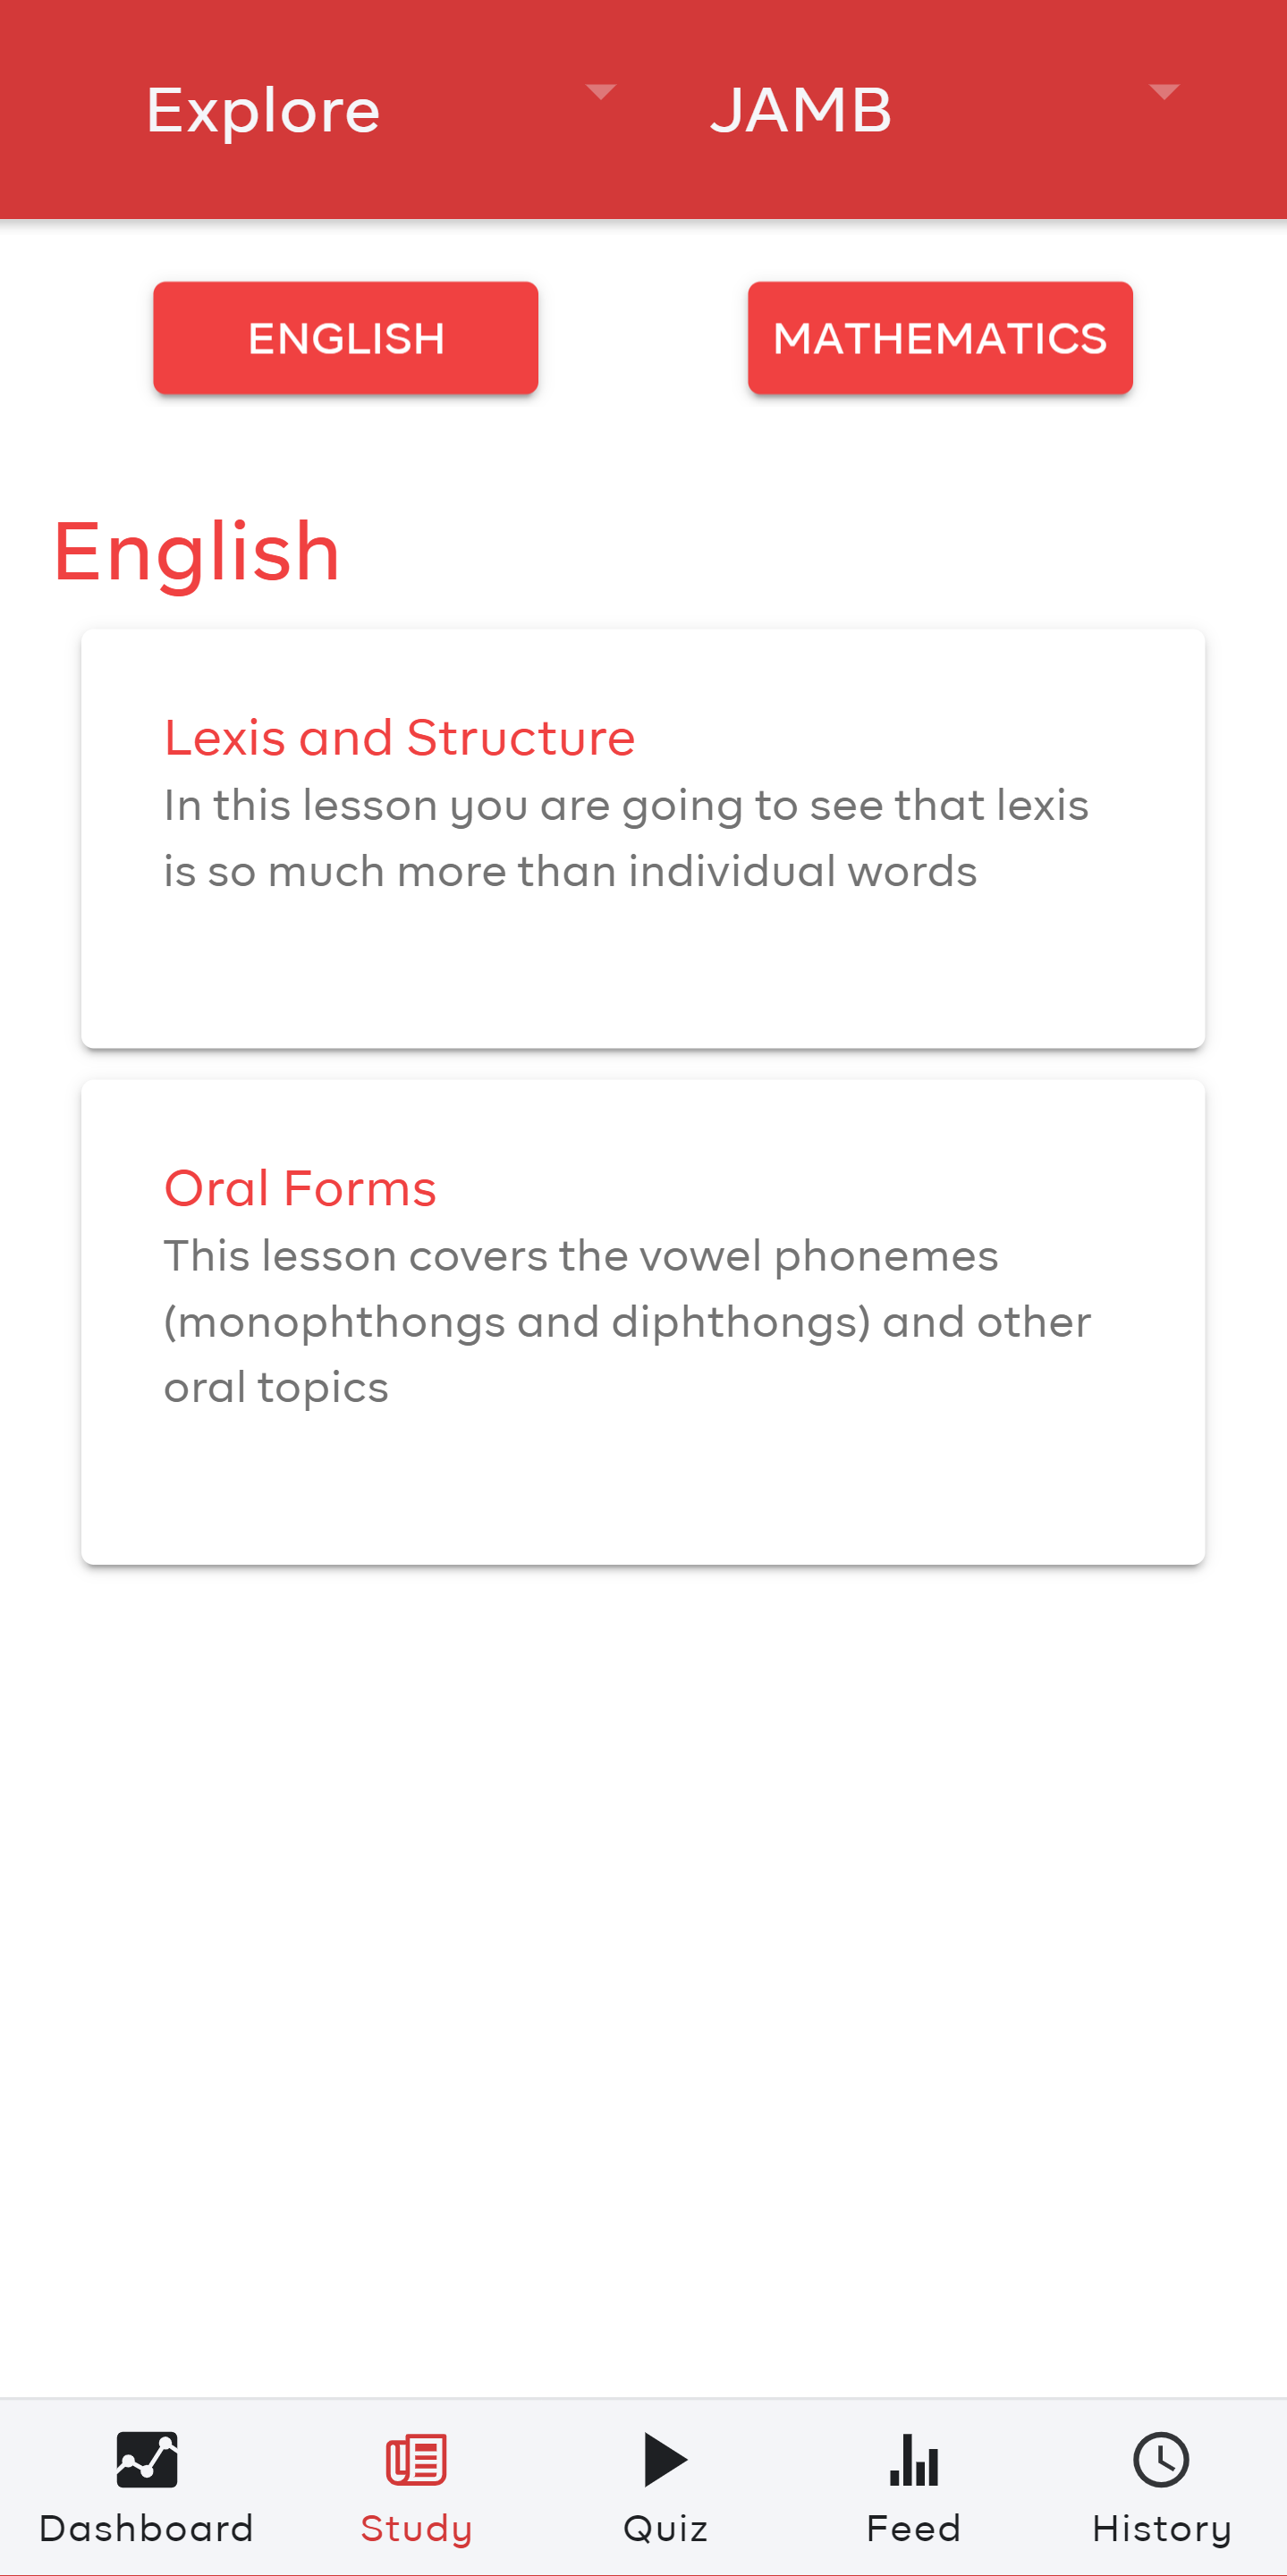 Explore JAMB
ENGLISH MATHEMATICS
English
Lexis and Structure
In this lesson you are going to see that lexis
is so much more than individual words
Oral Forms
This lesson covers the vowel phonemes
(monophthongs and diphthongs) and other
oral topics
Dashboard Study Quiz Feed History